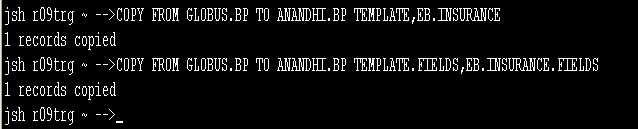 jsh r09trg ~ -->COPY FROM GLOBUS.BP TO ANANDHI.BP TEMPLATE,EB.INSURANCE
1 records copied
jsh r09trg ~ -->COPY FROM GLOBUS.BP TO ANANDHI.BP TEMPLATE.FIELDS,EB.INSURANCE.FIELDS
1 records copied
jsh r09trg ~ -->_